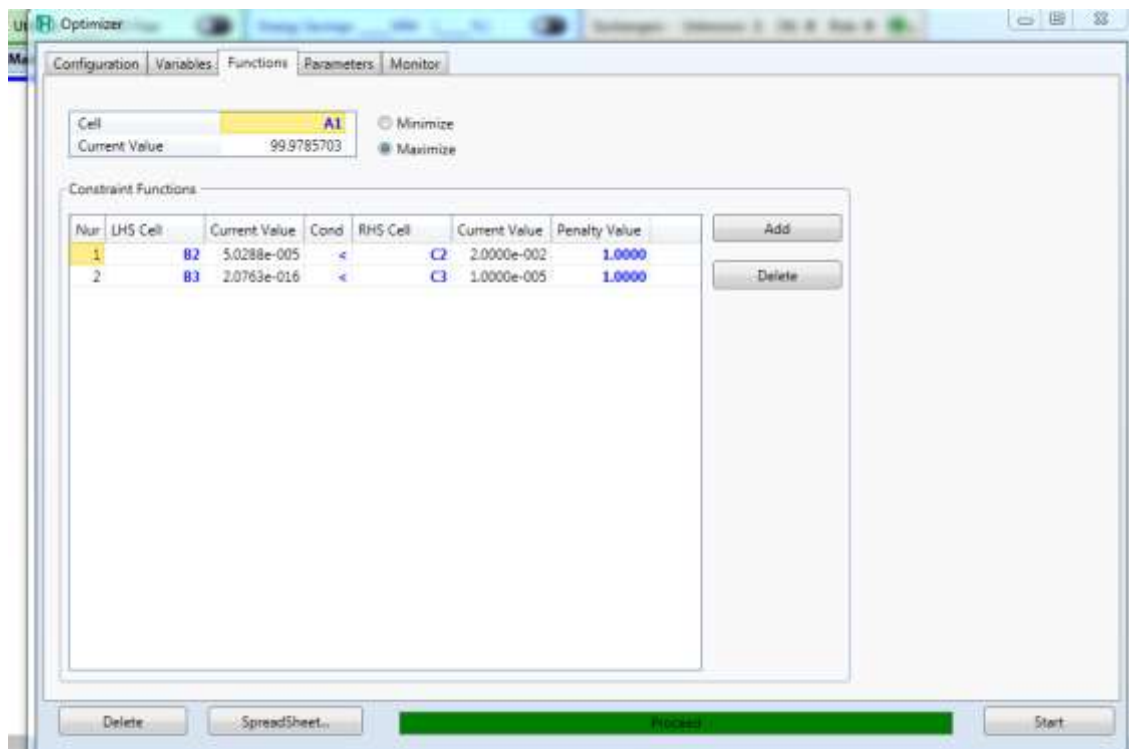 Optimizer
Configuration Variables Functions Parameters Monitor
Cell A1 Minimize
Current Value 99.9785703 Maximize
Constraint Functions
Nur LHS Cell Current Value Cond RHS Cell Current Value Penalty Value Add
1 B2 5.0288e-005 < C2 2.0000e-002 1.0000
2 B3 2.0763e-016 < C3 1.0000e-005 1.0000 Delete
Delete SpreadSheet... Proceed Start